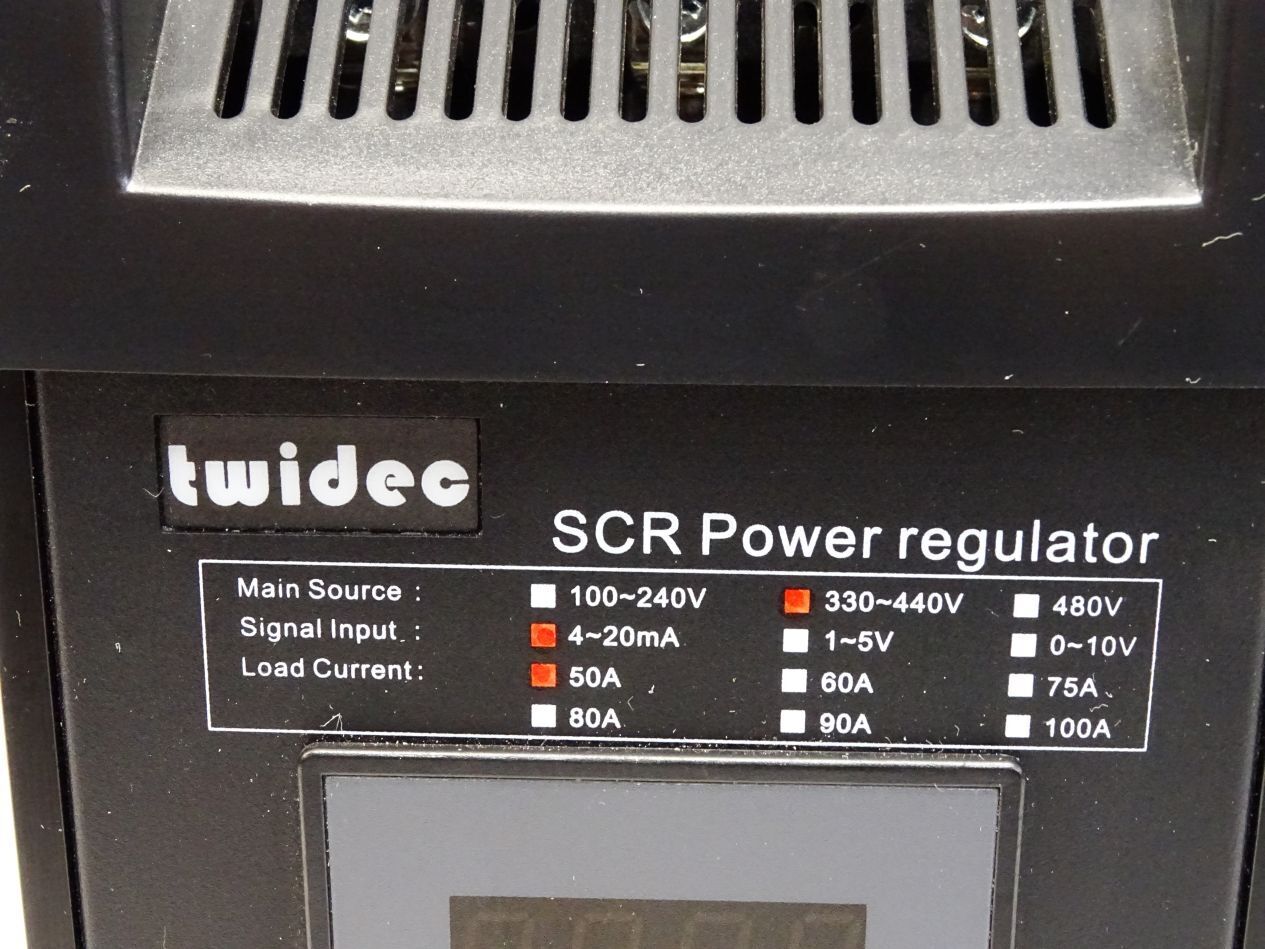 twidec
SCR Power regulator
Main Source : 100~240V 330~440V 480V
Signal Input : 4~20mA 1~5V 0~10V
Load Current : 50A 60A 75A
80A 90A 100A